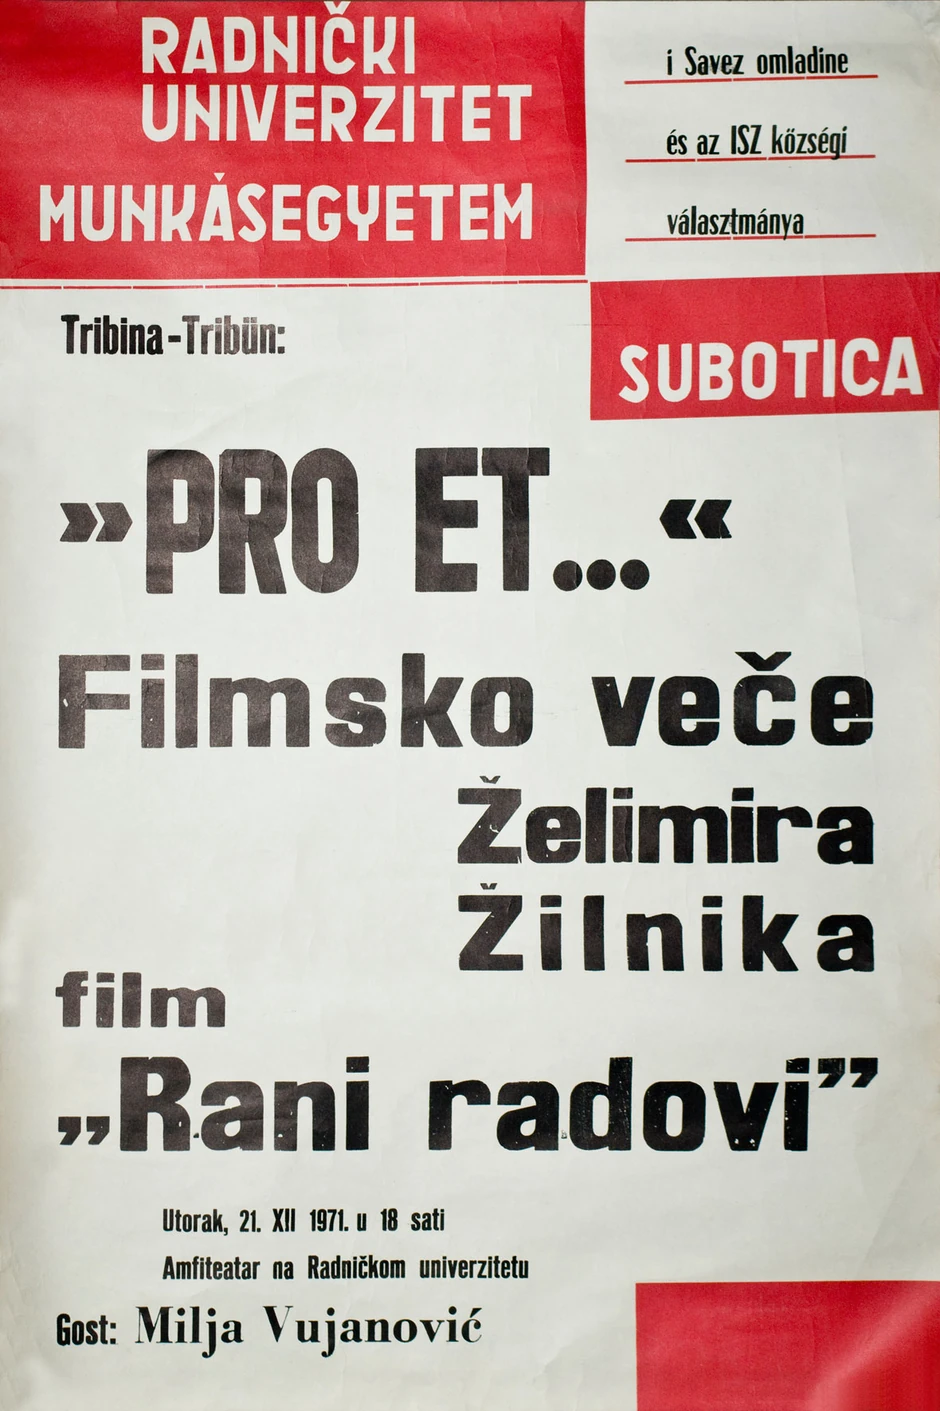 RADNIČKI
UNIVERZITET
MUNKÁSEGYETEM
i Savez omladine
és az ISZ községi
választmánya
SUBOTICA
Tribina-Tribün:
»PRO ET...«
Filmsko veče
Želimira
Žilnika
film
„Rani radovi”
Utorak, 21. XII 1971. u 18 sati
Amfiteatar na Radničkom univerzitetu
Gost: Milja Vujanović